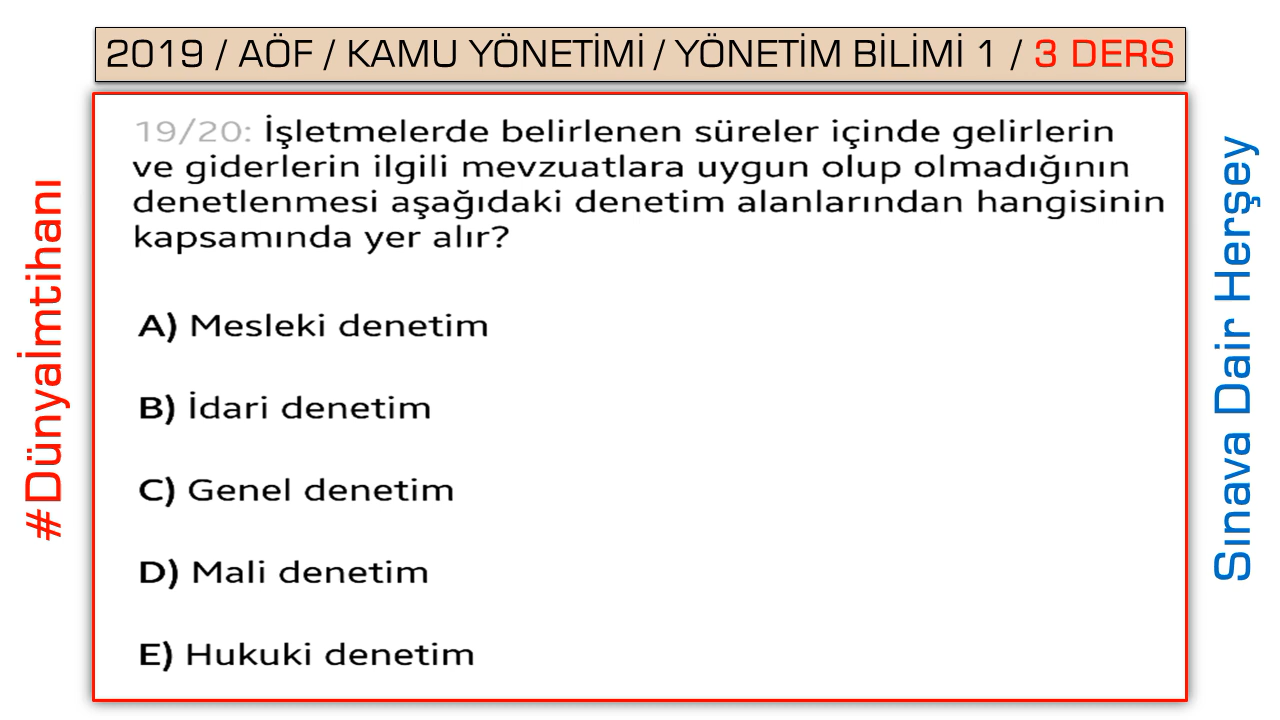 2019 / AÖF / KAMU YÖNETİMİ / YÖNETİM BİLİMİ 1 / 3 DERS
#Dünyaİmtihanı
19/20: İşletmelerde belirlenen süreler içinde gelirlerin
ve giderlerin ilgili mevzuatlara uygun olup olmadığının
denetlenmesi aşağıdaki denetim alanlarından hangisinin
kapsamında yer alır?
A) Mesleki denetim
B) İdari denetim
C) Genel denetim
D) Mali denetim
E) Hukuki denetim
Sınava Dair Herşey